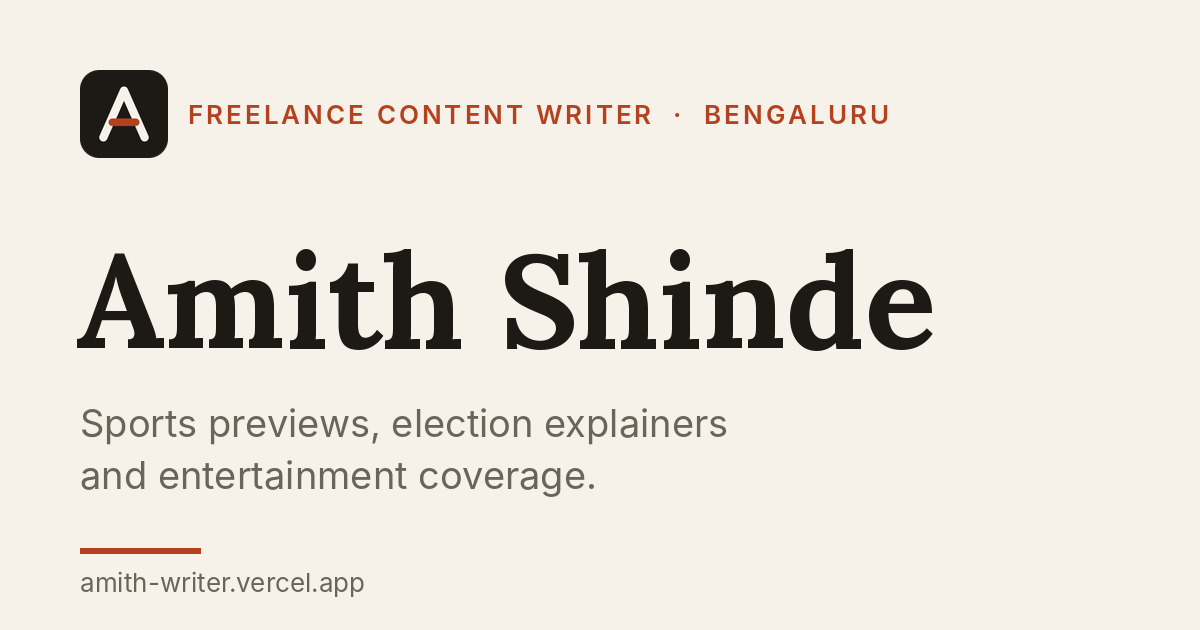 A
FREELANCE CONTENT WRITER · BENGALURU
Amith Shinde
Sports previews, election explainers
and entertainment coverage.
amith-writer.vercel.app